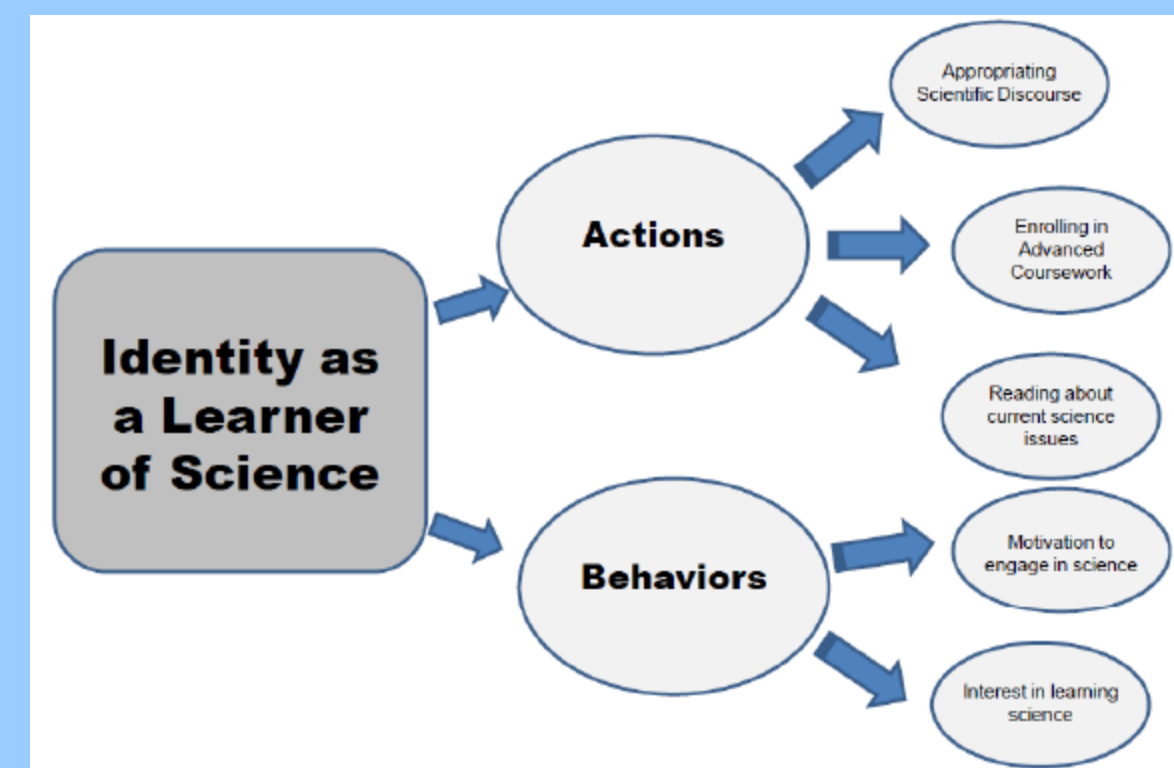 Identity as
a Learner
of Science
Actions
Appropriating
Scientific Discourse
Enrolling in
Advanced
Coursework
Reading about
current science
issues
Behaviors
Motivation to
engage in science
Interest in learning
science